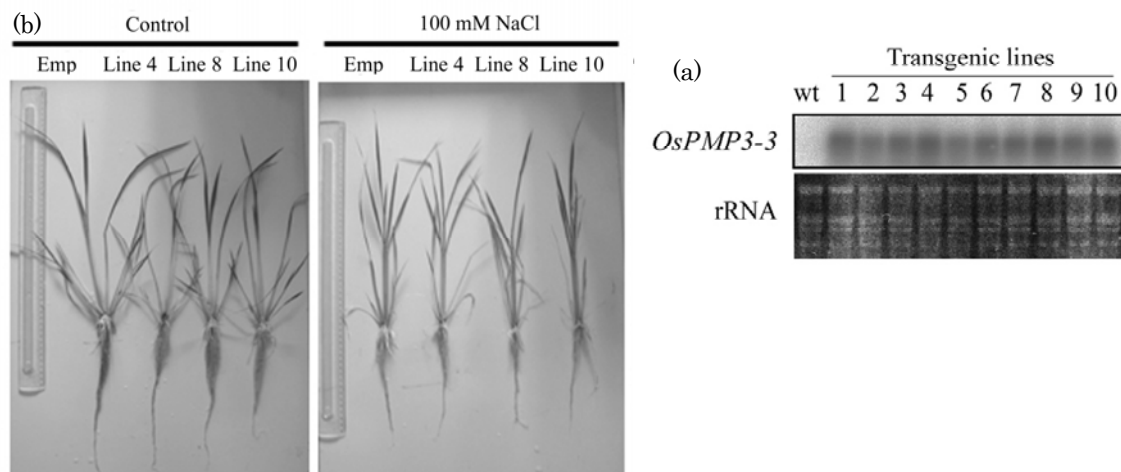 (b)
Control
100 mM NaCl
Emp Line 4 Line 8 Line 10
Emp Line 4 Line 8 Line 10
(a)
Transgenic lines
wt 1 2 3 4 5 6 7 8 9 10
OsPMP3-3
rRNA